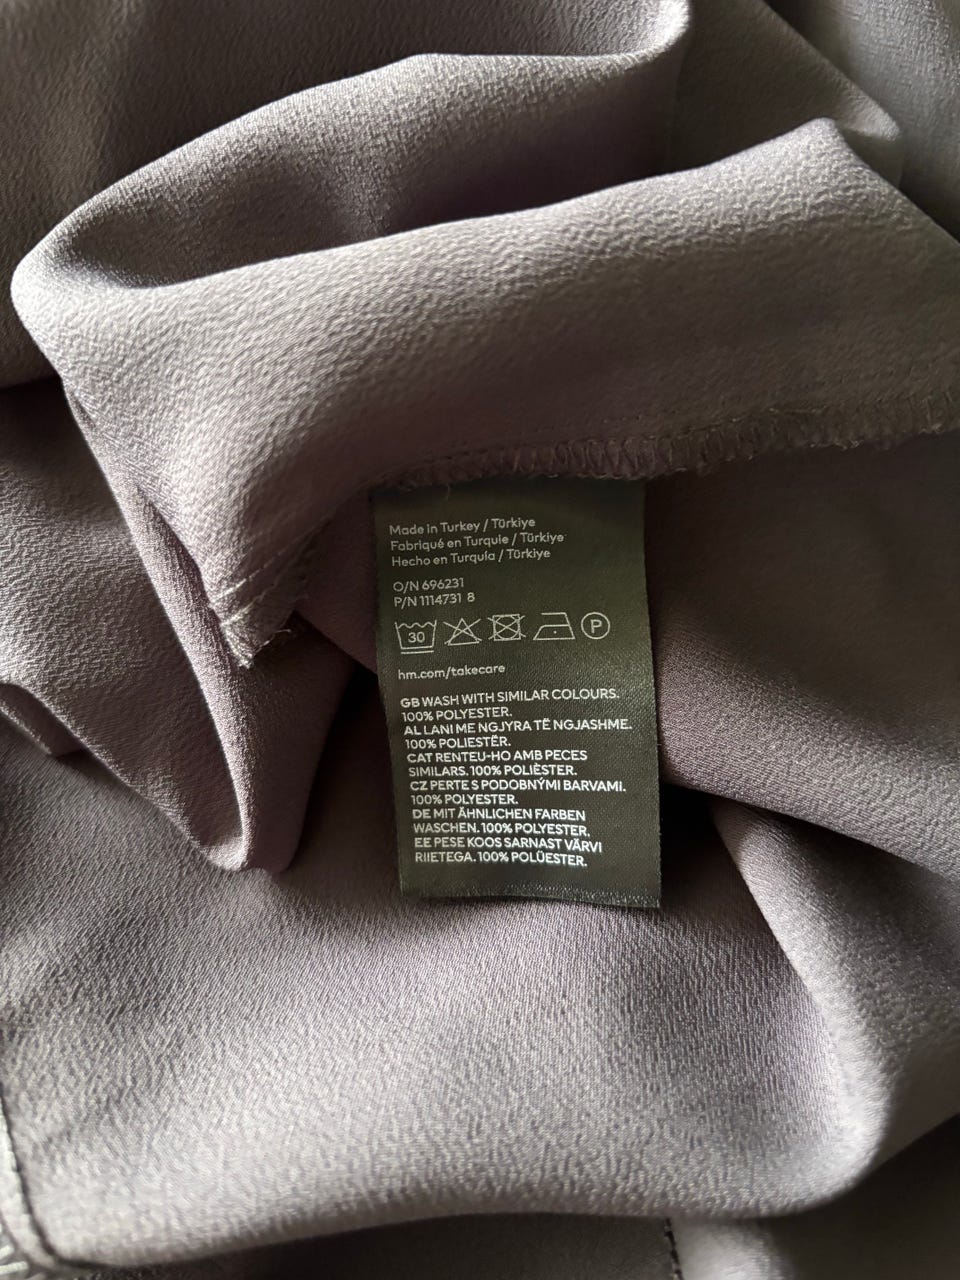 Made in Turkey / Türkiye
Fabriqué en Turquie / Türkiye
Hecho en Turquía / Türkiye
O/N 696231
P/N 1114731 8
30 P
hm.com/takecare
GB WASH WITH SIMILAR COLOURS.
100% POLYESTER.
AL LANI ME NGJYRA TË NGJASHME.
100% POLIESTËR.
CAT RENTEU-HO AMB PECES
SIMILARS. 100% POLIÈSTER.
CZ PERTE S PODOBNÝMI BARVAMI.
100% POLYESTER.
DE MIT ÄHNLICHEN FARBEN
WASCHEN. 100% POLYESTER.
EE PESE KOOS SARNAST VÄRVI
RIIETEGA. 100% POLÜESTER.